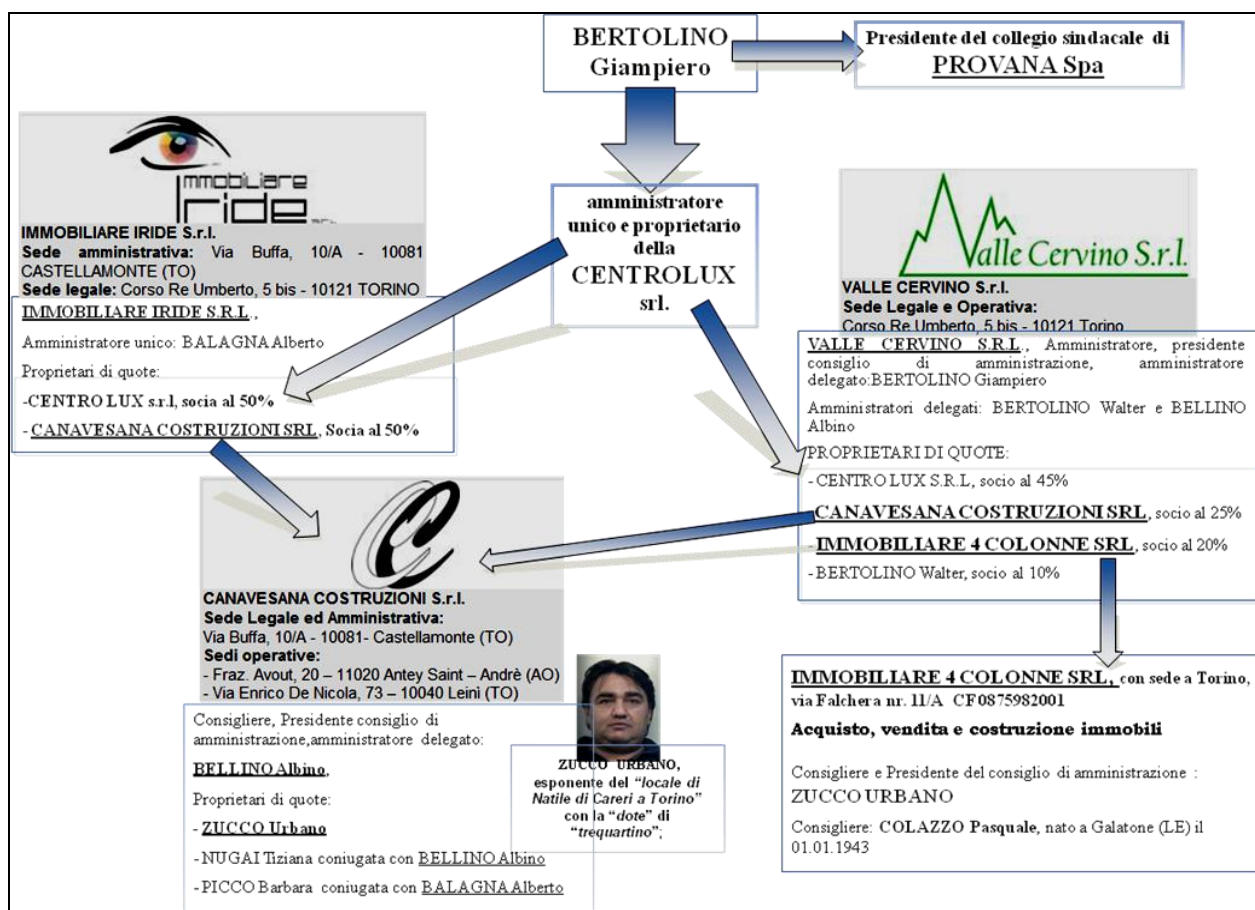 BERTOLINO
Giampiero
Presidente del collegio sindacale di
PROVANA Spa
Immobiliare
Iride s.r.l.
IMMOBILIARE IRIDE S.r.l.
Sede amministrativa: Via Buffa, 10/A - 10081
CASTELLAMONTE (TO)
Sede legale: Corso Re Umberto, 5 bis - 10121 TORINO
IMMOBILIARE IRIDE S.R.L.,
Amministratore unico: BALAGNA Alberto
Proprietari di quote:
-CENTRO LUX s.r.l, socia al 50%
- CANAVESANA COSTRUZIONI SRL, Socia al 50%
amministratore
unico e proprietario
della
CENTROLUX
srl.
Valle Cervino S.r.l.
VALLE CERVINO S.r.l.
Sede Legale e Operativa:
Corso Re Umberto, 5 bis - 10121 Torino
VALLE CERVINO S.R.L., Amministratore, presidente
consiglio di amministrazione, amministratore
delegato:BERTOLINO Giampiero
Amministratori delegati: BERTOLINO Walter e BELLINO
Albino
PROPRIETARI DI QUOTE:
- CENTRO LUX S.R.L, socio al 45%
-CANAVESANA COSTRUZIONI SRL, socio al 25%
- IMMOBILIARE 4 COLONNE SRL, socio al 20%
- BERTOLINO Walter, socio al 10%
CANAVESANA COSTRUZIONI S.r.l.
Sede Legale ed Amministrativa:
Via Buffa, 10/A - 10081- Castellamonte (TO)
Sedi operative:
- Fraz. Avout, 20 – 11020 Antey Saint – Andrè (AO)
- Via Enrico De Nicola, 73 – 10040 Leinì (TO)
Consigliere, Presidente consiglio di
amministrazione,amministratore delegato:
BELLINO Albino,
Proprietari di quote:
- ZUCCO Urbano
- NUGAI Tiziana coniugata con BELLINO Albino
- PICCO Barbara coniugata con BALAGNA Alberto
ZUCCO URBANO,
esponente del "locale di
Natile di Careri a Torino"
con la "dote" di
"trequartino";
IMMOBILIARE 4 COLONNE SRL, con sede a Torino,
via Falchera nr. 11/A CF0875982001
Acquisto, vendita e costruzione immobili
Consigliere e Presidente del consiglio di amministrazione :
ZUCCO URBANO
Consigliere: COLAZZO Pasquale, nato a Galatone (LE) il
01.01.1943